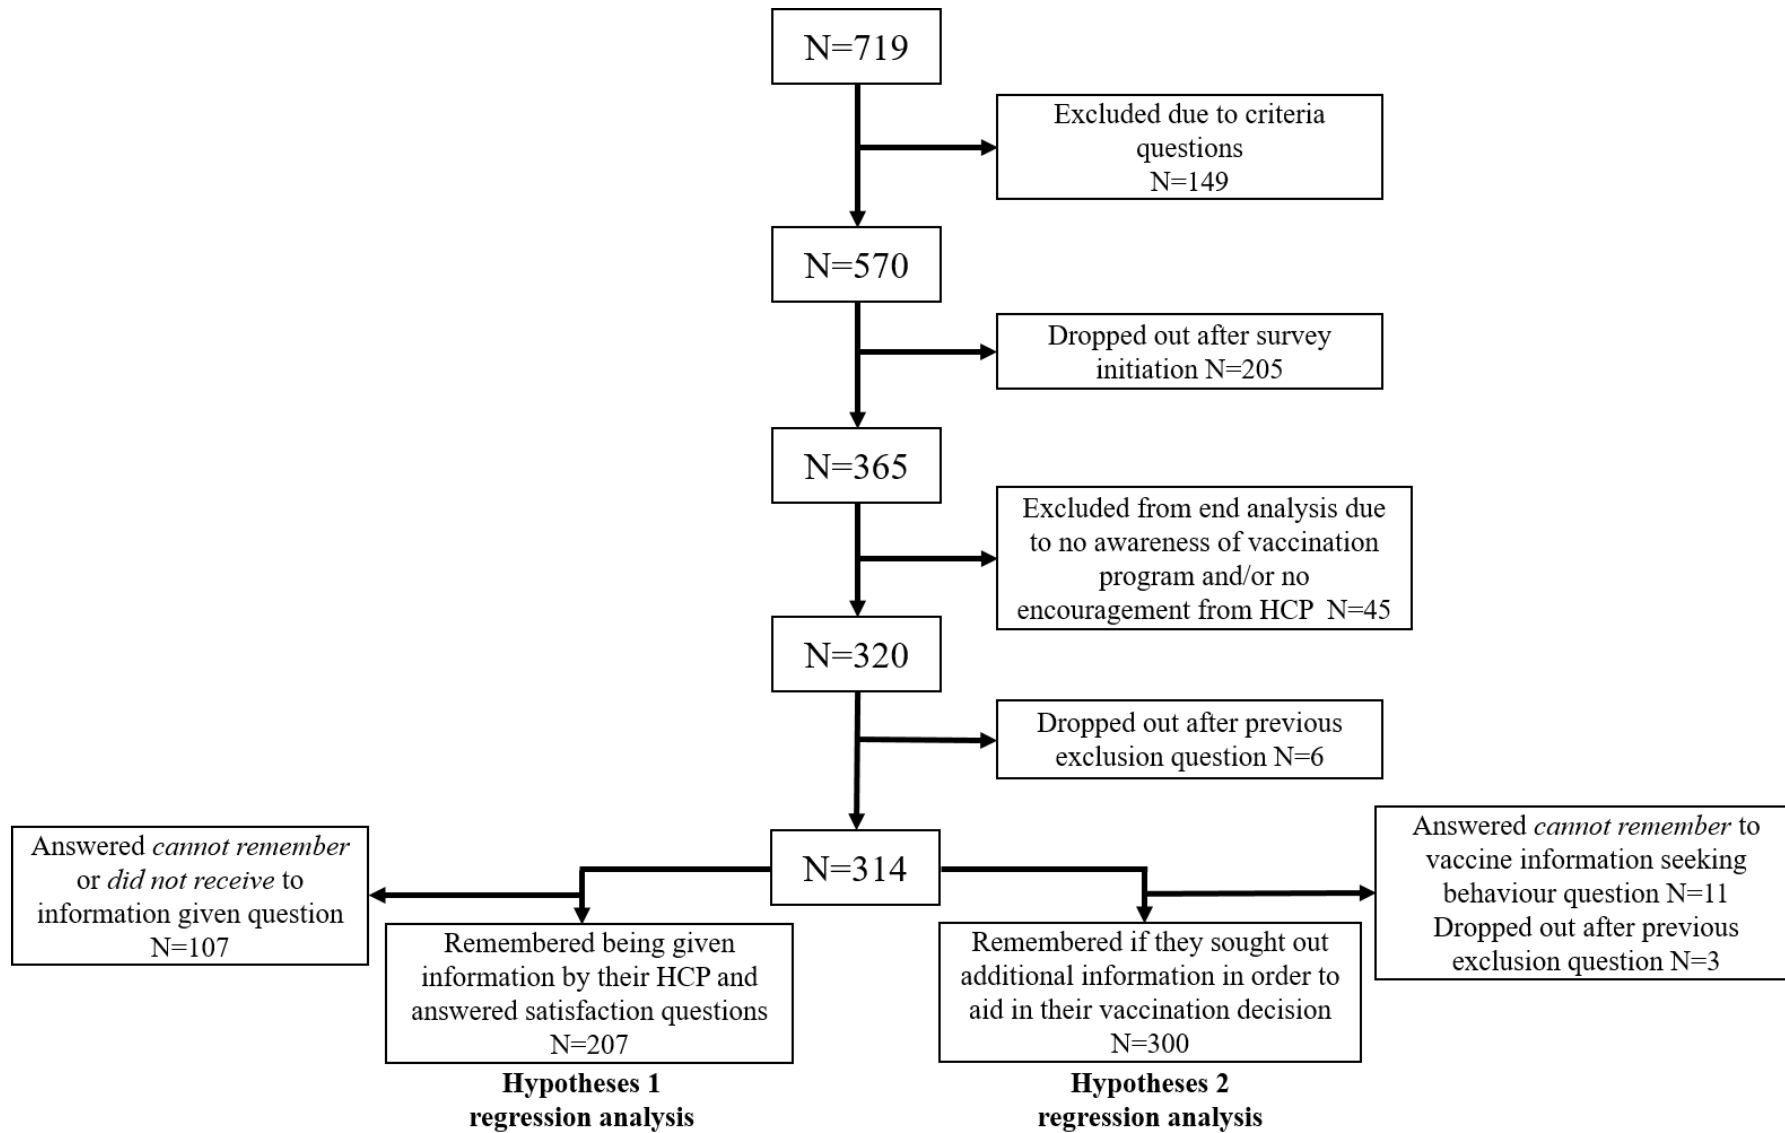 N=719
Excluded due to criteria
questions
N=149
N=570
Dropped out after survey
initiation N=205
N=365
Excluded from end analysis due
to no awareness of vaccination
program and/or no
encouragement from HCP  N=45
N=320
Dropped out after previous
exclusion question N=6
N=314
Answered cannot remember
or did not receive to
information given question
N=107
Remembered being given
information by their HCP and
answered satisfaction questions
N=207
Hypotheses 1
regression analysis
Remembered if they sought out
additional information in order to
aid in their vaccination decision
N=300
Hypotheses 2
regression analysis
Answered cannot remember to
vaccine information seeking
behaviour question N=11
Dropped out after previous
exclusion question N=3